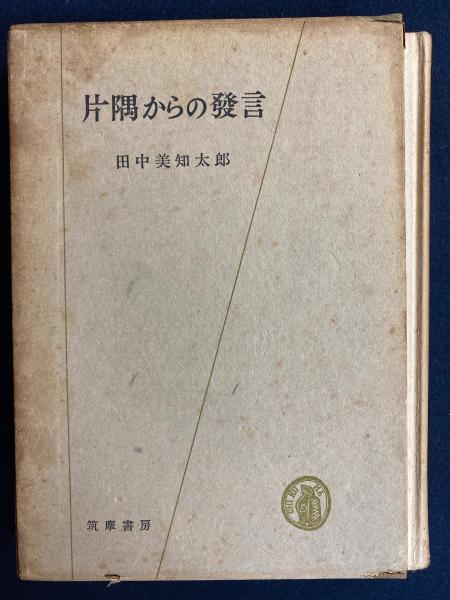 片隅からの發言
田中美知太郎
筑摩書房